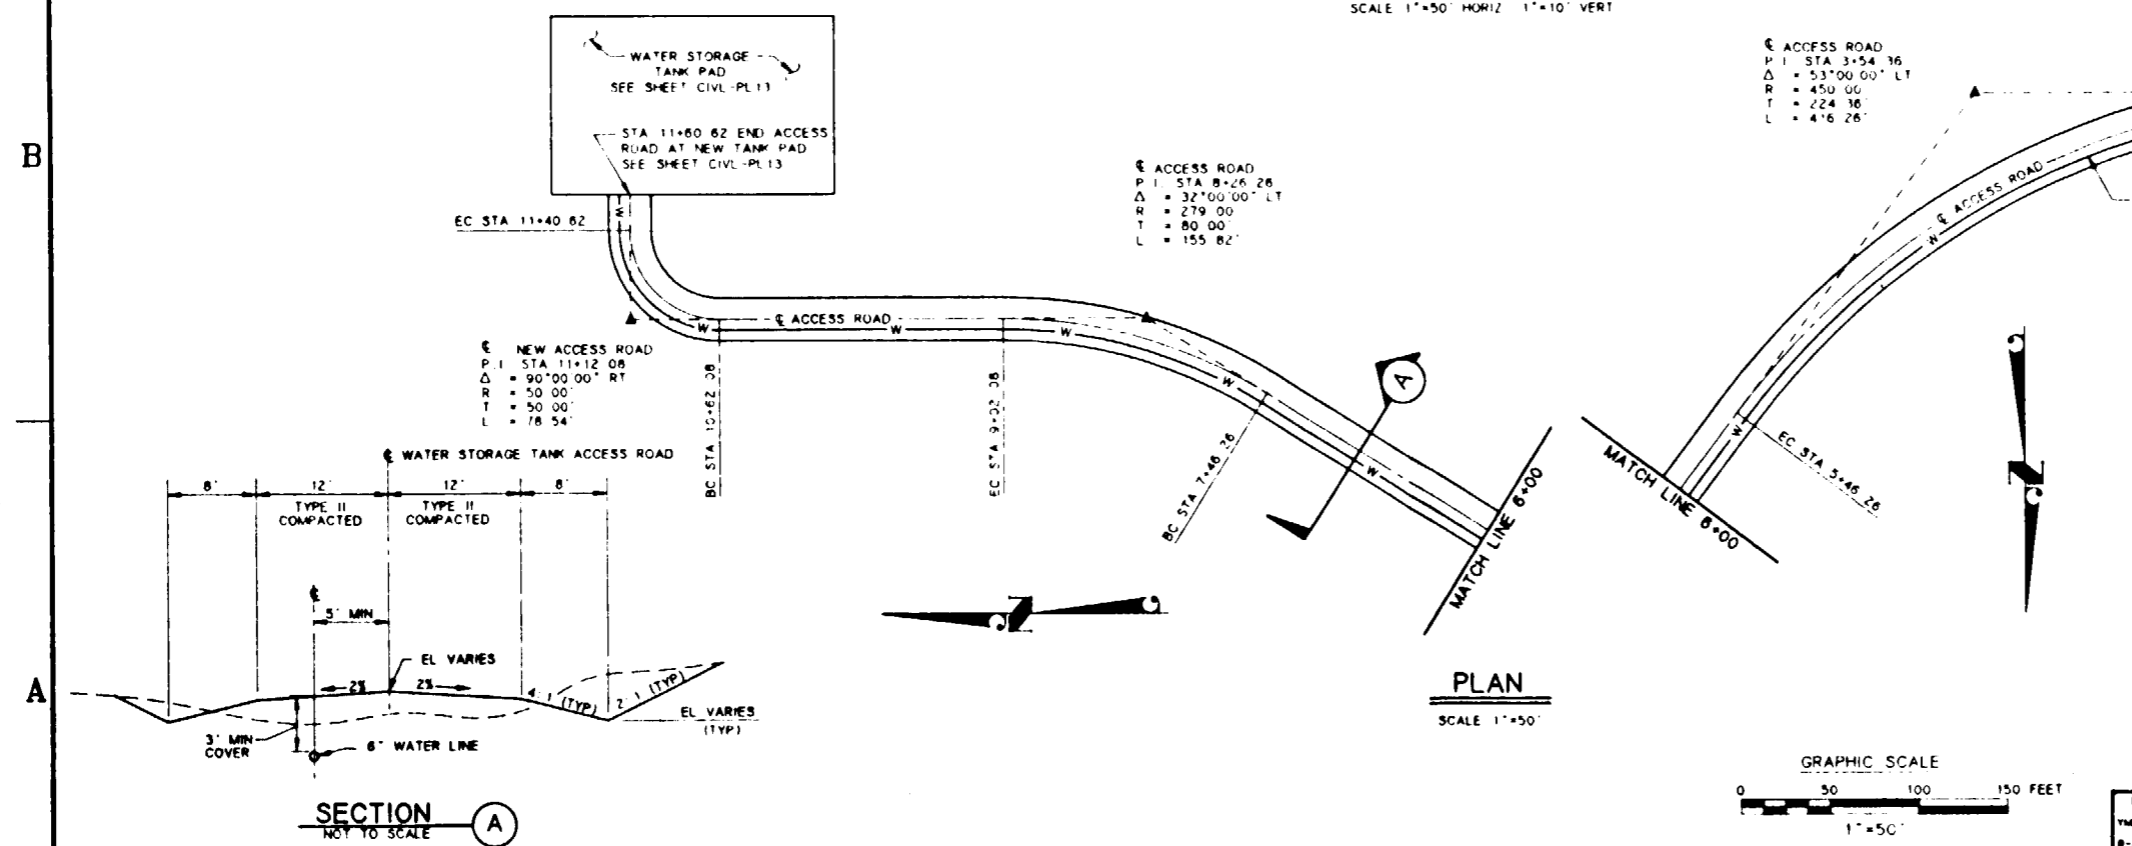 SCALE 1"=50' HORIZ 1"=10' VERT
B
WATER STORAGE
TANK PAD
SEE SHEET CIVL-PL13
STA 11+60 62 END ACCESS
ROAD AT NEW TANK PAD
SEE SHEET CIVL-PL13
EC STA 11+40 62
℄ ACCESS ROAD
P.I. STA 8+26 26
Δ = 32°00'00" LT
R = 279 00'
T = 80 00'
L = 155 82'
℄ ACCESS ROAD
P.I. STA 3+54 36
Δ = 53°00'00" LT
R = 450 00'
T = 224 36'
L = 416 26'
℄ ACCESS ROAD
W
W
℄ ACCESS ROAD
W
W
W
W
W
W
W
A
℄ NEW ACCESS ROAD
P.I. STA 11+12 08
Δ = 90°00'00" RT
R = 50 00'
T = 50 00'
L = 78 54'
BC STA 10+62 08
EC STA 9+02 08
BC STA 7+46 26
MATCH LINE 6+00
MATCH LINE 6+00
EC STA 5+46 26
℄ WATER STORAGE TANK ACCESS ROAD
8' 12' 12' 8'
TYPE II
COMPACTED
TYPE II
COMPACTED
℄
5' MIN
EL VARIES
2% 2%
4:1 (TYP)
2:1 (TYP)
EL VARIES
(TYP)
3' MIN
COVER
6" WATER LINE
A
SECTION A
NOT TO SCALE
PLAN
SCALE 1"=50'
GRAPHIC SCALE
0 50 100 150 FEET
1"=50'